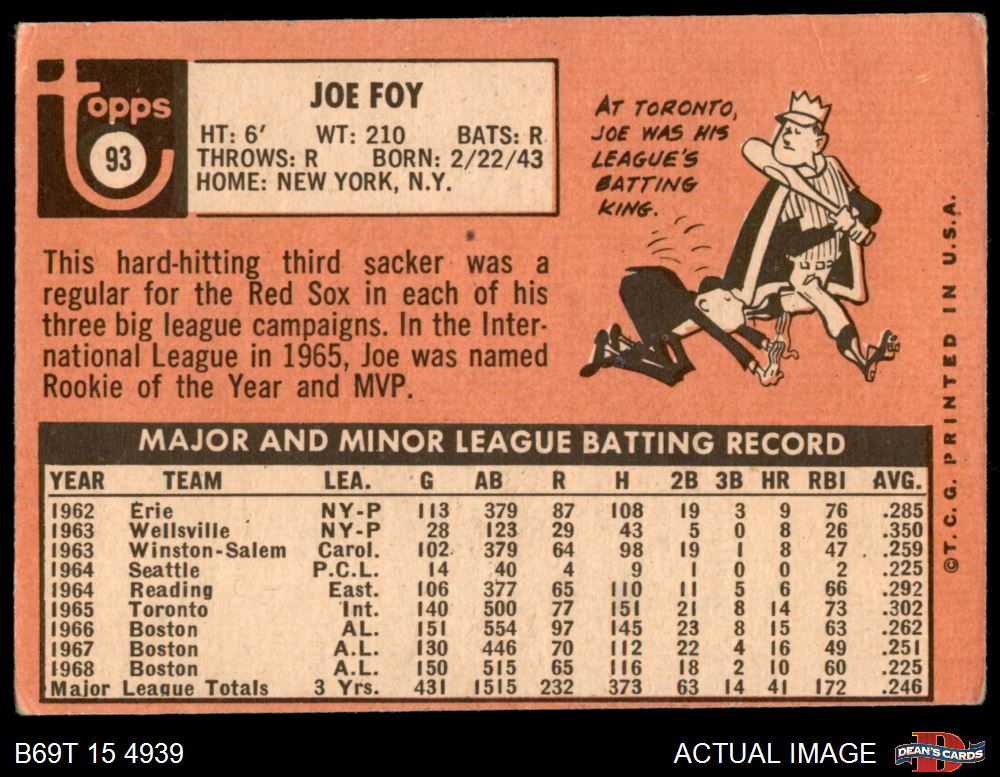 topps
93
JOE FOY
HT: 6' WT: 210 BATS: R
THROWS: R BORN: 2/22/43
HOME: NEW YORK, N.Y.
AT TORONTO,
JOE WAS HIS
LEAGUE'S
BATTING
KING.
This hard-hitting third sacker was a
regular for the Red Sox in each of his
three big league campaigns. In the Inter-
national League in 1965, Joe was named
Rookie of the Year and MVP.
MAJOR AND MINOR LEAGUE BATTING RECORD
YEAR TEAM LEA. G AB R H 2B 3B HR RBI AVG.
1962 Erie NY-P 113 379 87 108 19 3 9 76 .285
1963 Wellsville NY-P 28 123 29 43 5 0 8 26 .350
1963 Winston-Salem Carol. 102 379 64 98 19 1 8 47 .259
1964 Seattle P.C.L. 14 40 4 9 1 0 0 2 .225
1964 Reading East. 106 377 65 110 11 5 6 66 .292
1965 Toronto Int. 140 500 77 151 21 8 14 73 .302
1966 Boston AL. 151 554 97 145 23 8 15 63 .262
1967 Boston A.L. 130 446 70 112 22 4 16 49 .251
1968 Boston A.L. 150 515 65 116 18 2 10 60 .225
Major League Totals 3 Yrs. 431 1515 232 373 63 14 41 172 .246
©T.C.G. PRINTED IN U.S.A.
B69T 15 4939
ACTUAL IMAGE
DEAN'S CARDS